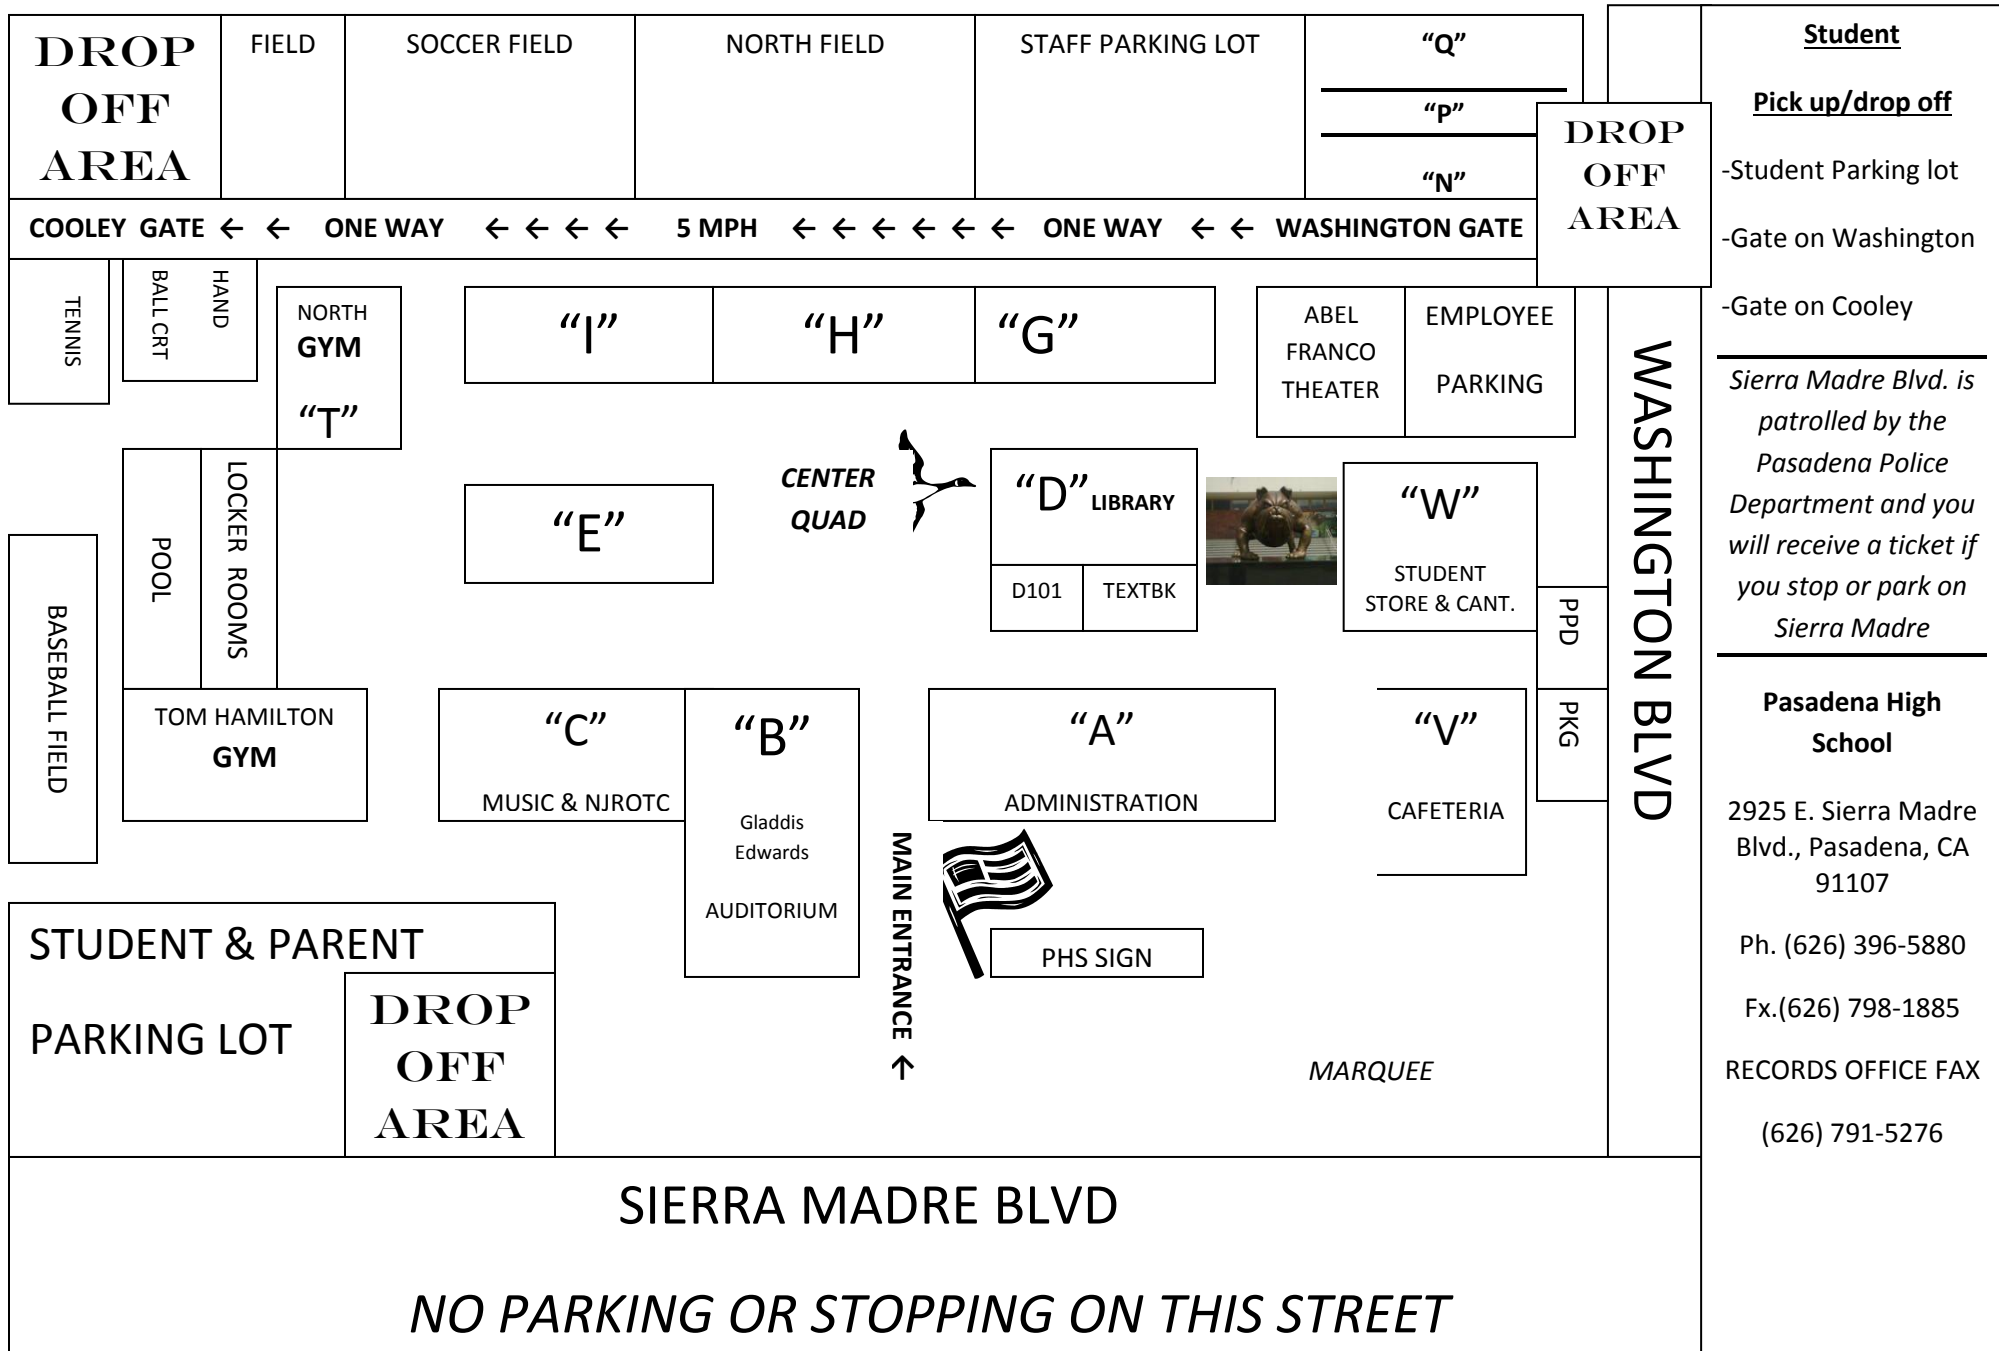 DROP
OFF
AREA
FIELD
SOCCER FIELD
NORTH FIELD
STAFF PARKING LOT
“Q”
“P”
“N”
DROP
OFF
AREA
COOLEY GATE ← ← ONE WAY ← ← ← ← 5 MPH ← ← ← ← ← ← ONE WAY ← ← WASHINGTON GATE
TENNIS
HAND
BALL CRT
NORTH
GYM
“T”
“I”
“H”
“G”
ABEL
FRANCO
THEATER
EMPLOYEE
PARKING
POOL
LOCKER ROOMS
“E”
CENTER
QUAD
“D” LIBRARY
D101
TEXTBK
“W”
STUDENT
STORE & CANT.
PPD
PKG
BASEBALL FIELD
TOM HAMILTON
GYM
“C”
MUSIC & NJROTC
“B”
Gladdis
Edwards
AUDITORIUM
“A”
ADMINISTRATION
“V”
CAFETERIA
MAIN ENTRANCE →
PHS SIGN
MARQUEE
STUDENT & PARENT
PARKING LOT
DROP
OFF
AREA
WASHINGTON BLVD
SIERRA MADRE BLVD
NO PARKING OR STOPPING ON THIS STREET
Student
Pick up/drop off
-Student Parking lot
-Gate on Washington
-Gate on Cooley
Sierra Madre Blvd. is
patrolled by the
Pasadena Police
Department and you
will receive a ticket if
you stop or park on
Sierra Madre
Pasadena High
School
2925 E. Sierra Madre
Blvd., Pasadena, CA
91107
Ph. (626) 396-5880
Fx.(626) 798-1885
RECORDS OFFICE FAX
(626) 791-5276